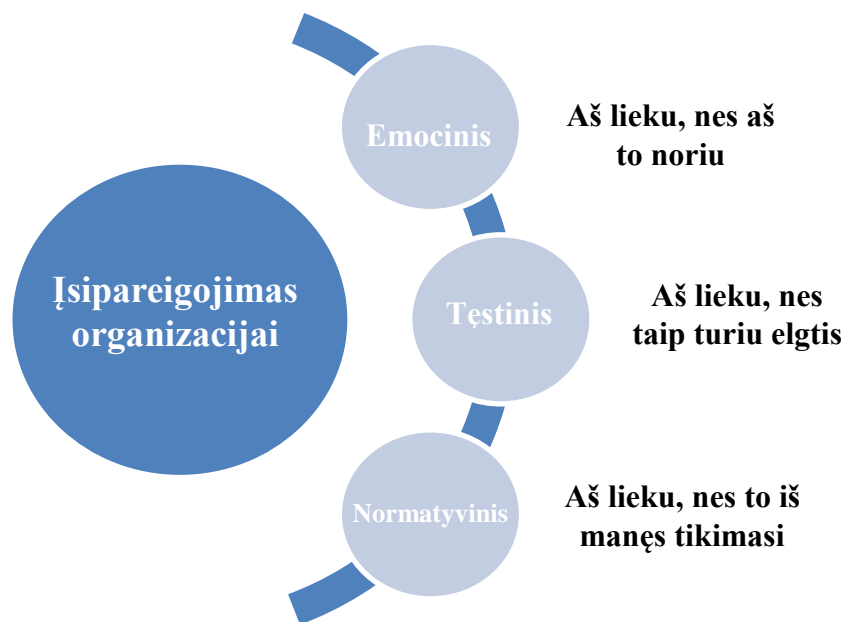 Įsipareigojimas
organizacijai
Emocinis
Aš lieku, nes aš
to noriu
Tęstinis
Aš lieku, nes
taip turiu elgtis
Normatyvinis
Aš lieku, nes to iš
manęs tikimasi